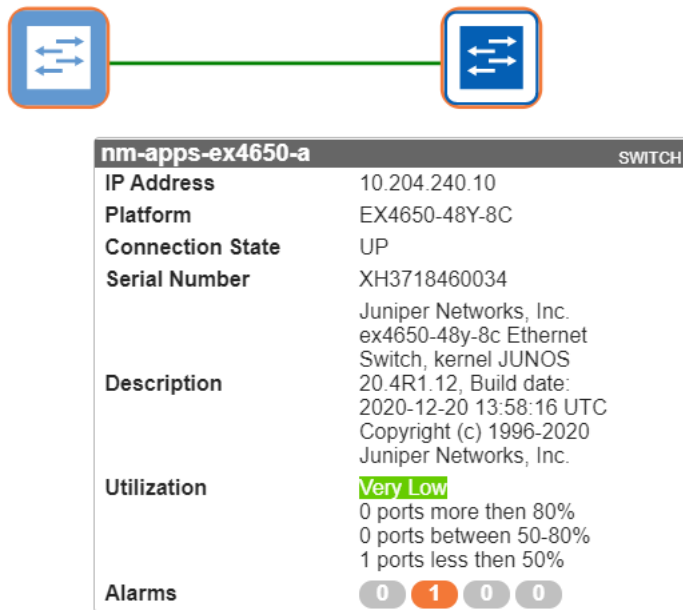 nm-apps-ex4650-a SWITCH
IP Address 10.204.240.10
Platform EX4650-48Y-8C
Connection State UP
Serial Number XH3718460034
Juniper Networks, Inc.
ex4650-48y-8c Ethernet
Switch, kernel JUNOS
Description 20.4R1.12, Build date:
2020-12-20 13:58:16 UTC
Copyright (c) 1996-2020
Juniper Networks, Inc.
Utilization Very Low
0 ports more then 80%
0 ports between 50-80%
1 ports less then 50%
Alarms 0 1 0 0